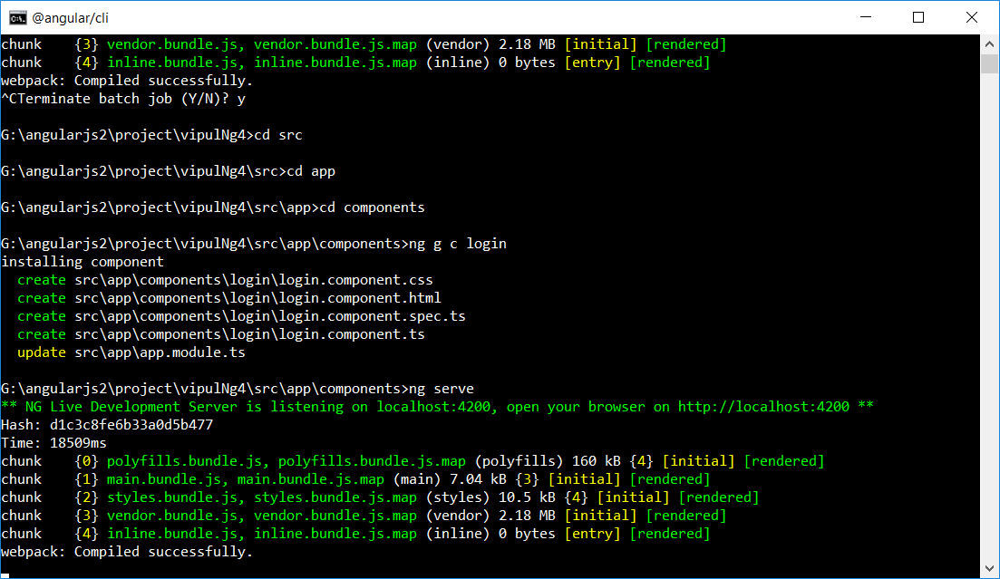 @angular/cli
chunk    {3} vendor.bundle.js, vendor.bundle.js.map (vendor) 2.18 MB [initial] [rendered]
chunk    {4} inline.bundle.js, inline.bundle.js.map (inline) 0 bytes [entry] [rendered]
webpack: Compiled successfully.
^CTerminate batch job (Y/N)? y
G:\angularjs2\project\vipulNg4>cd src
G:\angularjs2\project\vipulNg4\src>cd app
G:\angularjs2\project\vipulNg4\src\app>cd components
G:\angularjs2\project\vipulNg4\src\app\components>ng g c login
installing component
  create src\app\components\login\login.component.css
  create src\app\components\login\login.component.html
  create src\app\components\login\login.component.spec.ts
  create src\app\components\login\login.component.ts
  update src\app\app.module.ts
G:\angularjs2\project\vipulNg4\src\app\components>ng serve
** NG Live Development Server is listening on localhost:4200, open your browser on http://localhost:4200 **
Hash: d1c3c8fe6b33a0d5b477
Time: 18509ms
chunk    {0} polyfills.bundle.js, polyfills.bundle.js.map (polyfills) 160 kB {4} [initial] [rendered]
chunk    {1} main.bundle.js, main.bundle.js.map (main) 7.04 kB {3} [initial] [rendered]
chunk    {2} styles.bundle.js, styles.bundle.js.map (styles) 10.5 kB {4} [initial] [rendered]
chunk    {3} vendor.bundle.js, vendor.bundle.js.map (vendor) 2.18 MB [initial] [rendered]
chunk    {4} inline.bundle.js, inline.bundle.js.map (inline) 0 bytes [entry] [rendered]
webpack: Compiled successfully.